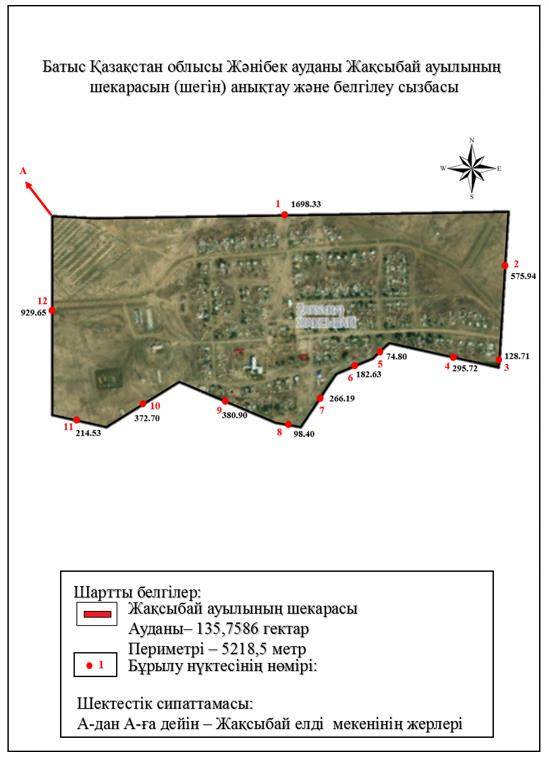 Батыс Қазақстан облысы Жәнібек ауданы Жақсыбай ауылының
шекарасын (шегін) анықтау және белгілеу сызбасы
N
A
W E
S
1 1698.33
2
575.94
12
929.65
128.71
3
74.80
5
4
295.72
6
182.63
7
266.19
10
372.70
9
380.90
11
214.53
8
98.40
Шартты белгілер:
Жақсыбай ауылының шекарасы
Ауданы– 135,7586 гектар
Периметрі – 5218,5 метр
1 Бұрылу нүктесінің нөмірі:
Шектестік сипаттамасы:
А-дан А-ға дейін – Жақсыбай елді мекенінің жерлері